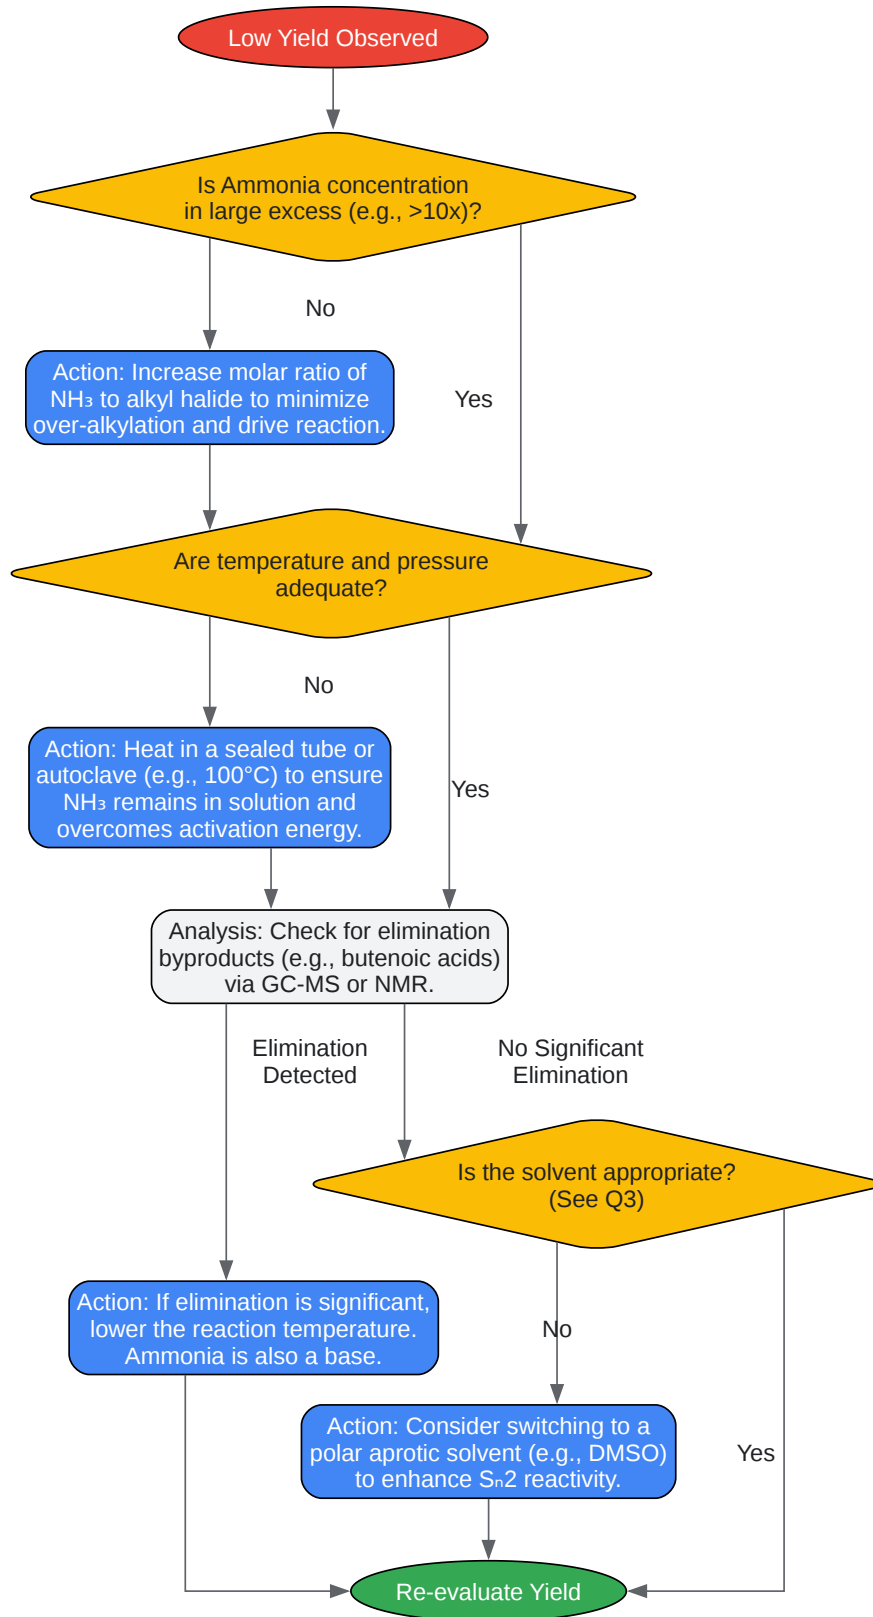 Low Yield Observed
Is Ammonia concentration
in large excess (e.g., >10x)?
No
Action: Increase molar ratio of
NH₃ to alkyl halide to minimize
over-alkylation and drive reaction.
Yes
Are temperature and pressure
adequate?
No
Action: Heat in a sealed tube or
autoclave (e.g., 100°C) to ensure
NH₃ remains in solution and
overcomes activation energy.
Yes
Analysis: Check for elimination
byproducts (e.g., butenoic acids)
via GC-MS or NMR.
Elimination
Detected
No Significant
Elimination
Is the solvent appropriate?
(See Q3)
Action: If elimination is significant,
lower the reaction temperature.
Ammonia is also a base.
No
Action: Consider switching to a
polar aprotic solvent (e.g., DMSO)
to enhance Sₙ2 reactivity.
Yes
Re-evaluate Yield